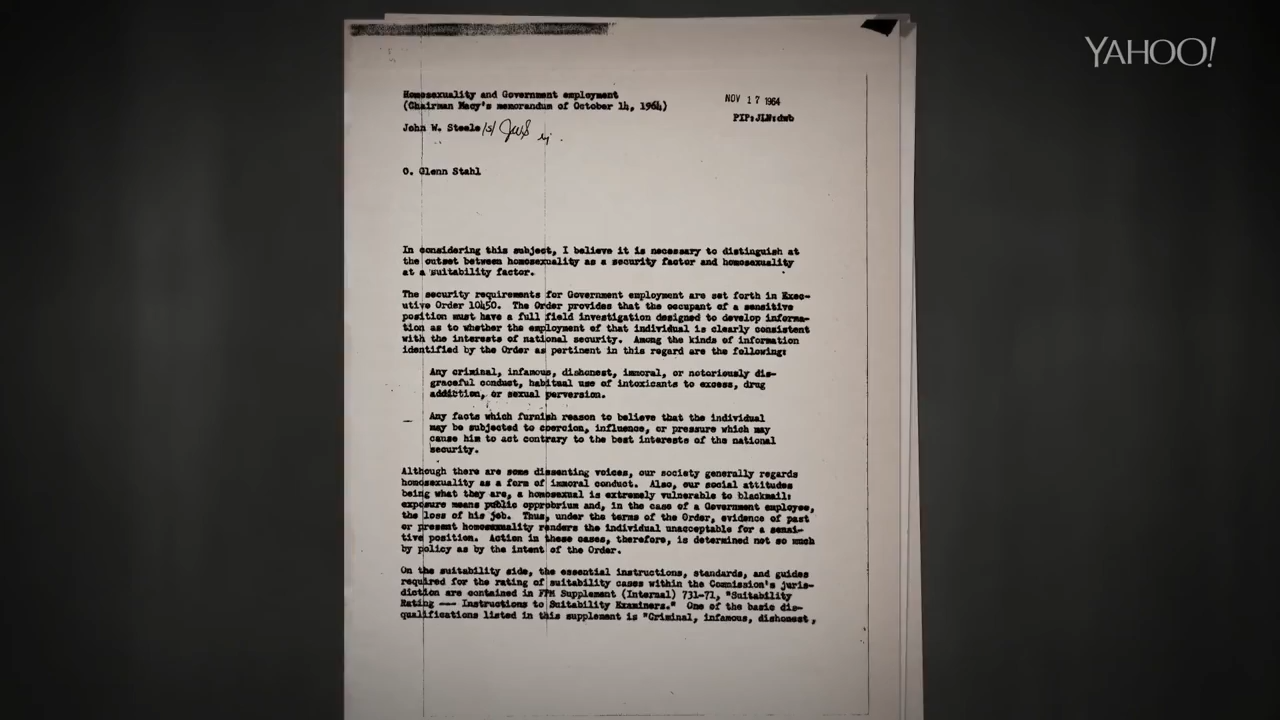 YAHOO!
Homosexuality and Government employment
(Chairman Macy's memorandum of October 14, 1964)
NOV 17 1964
PIP:JLN:dwb
John W. Steele /s/ JWS
O. Glenn Stahl
In considering this subject, I believe it is necessary to distinguish at
the outset between homosexuality as a security factor and homosexuality
at a suitability factor.
The security requirements for Government employment are set forth in Exec-
utive Order 10450. The Order provides that the occupant of a sensitive
position must have a full field investigation designed to develop informa-
tion as to whether the employment of that individual is clearly consistent
with the interests of national security. Among the kinds of information
identified by the Order as pertinent in this regard are the following:
Any criminal, infamous, dishonest, immoral, or notoriously dis-
graceful conduct, habitual use of intoxicants to excess, drug
addiction, or sexual perversion.
Any facts which furnish reason to believe that the individual
may be subjected to coercion, influence, or pressure which may
cause him to act contrary to the best interests of the national
security.
Although there are some dissenting voices, our society generally regards
homosexuality as a form of immoral conduct. Also, our social attitudes
being what they are, a homosexual is extremely vulnerable to blackmail:
exposure means public opprobrium and, in the case of a Government employee,
the loss of his job. Thus, under the terms of the Order, evidence of past
or present homosexuality renders the individual unacceptable for a sensi-
tive position. Action in these cases, therefore, is determined not so much
by policy as by the intent of the Order.
On the suitability side, the essential instructions, standards, and guides
required for the rating of suitability cases within the Commission's juris-
diction are contained in FPM Supplement (Internal) 731-71, "Suitability
Rating --- Instructions to Suitability Examiners." One of the basic dis-
qualifications listed in this supplement is "Criminal, infamous, dishonest,